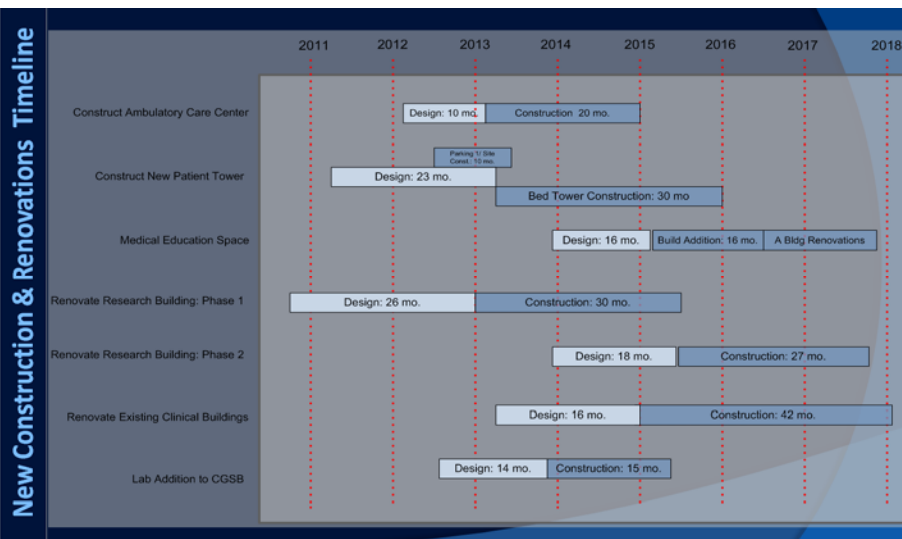 New Construction & Renovations Timeline
2011 2012 2013 2014 2015 2016 2017 2018
Construct Ambulatory Care Center
Design: 10 mo.
Construction 20 mo.
Parking 1/ Site
Const.: 10 mo.
Construct New Patient Tower
Design: 23 mo.
Bed Tower Construction: 30 mo
Medical Education Space
Design: 16 mo.
Build Addition: 16 mo.
A Bldg Renovations
Renovate Research Building: Phase 1
Design: 26 mo.
Construction: 30 mo.
Renovate Research Building: Phase 2
Design: 18 mo.
Construction: 27 mo.
Renovate Existing Clinical Buildings
Design: 16 mo.
Construction: 42 mo.
Lab Addition to CGSB
Design: 14 mo.
Construction: 15 mo.